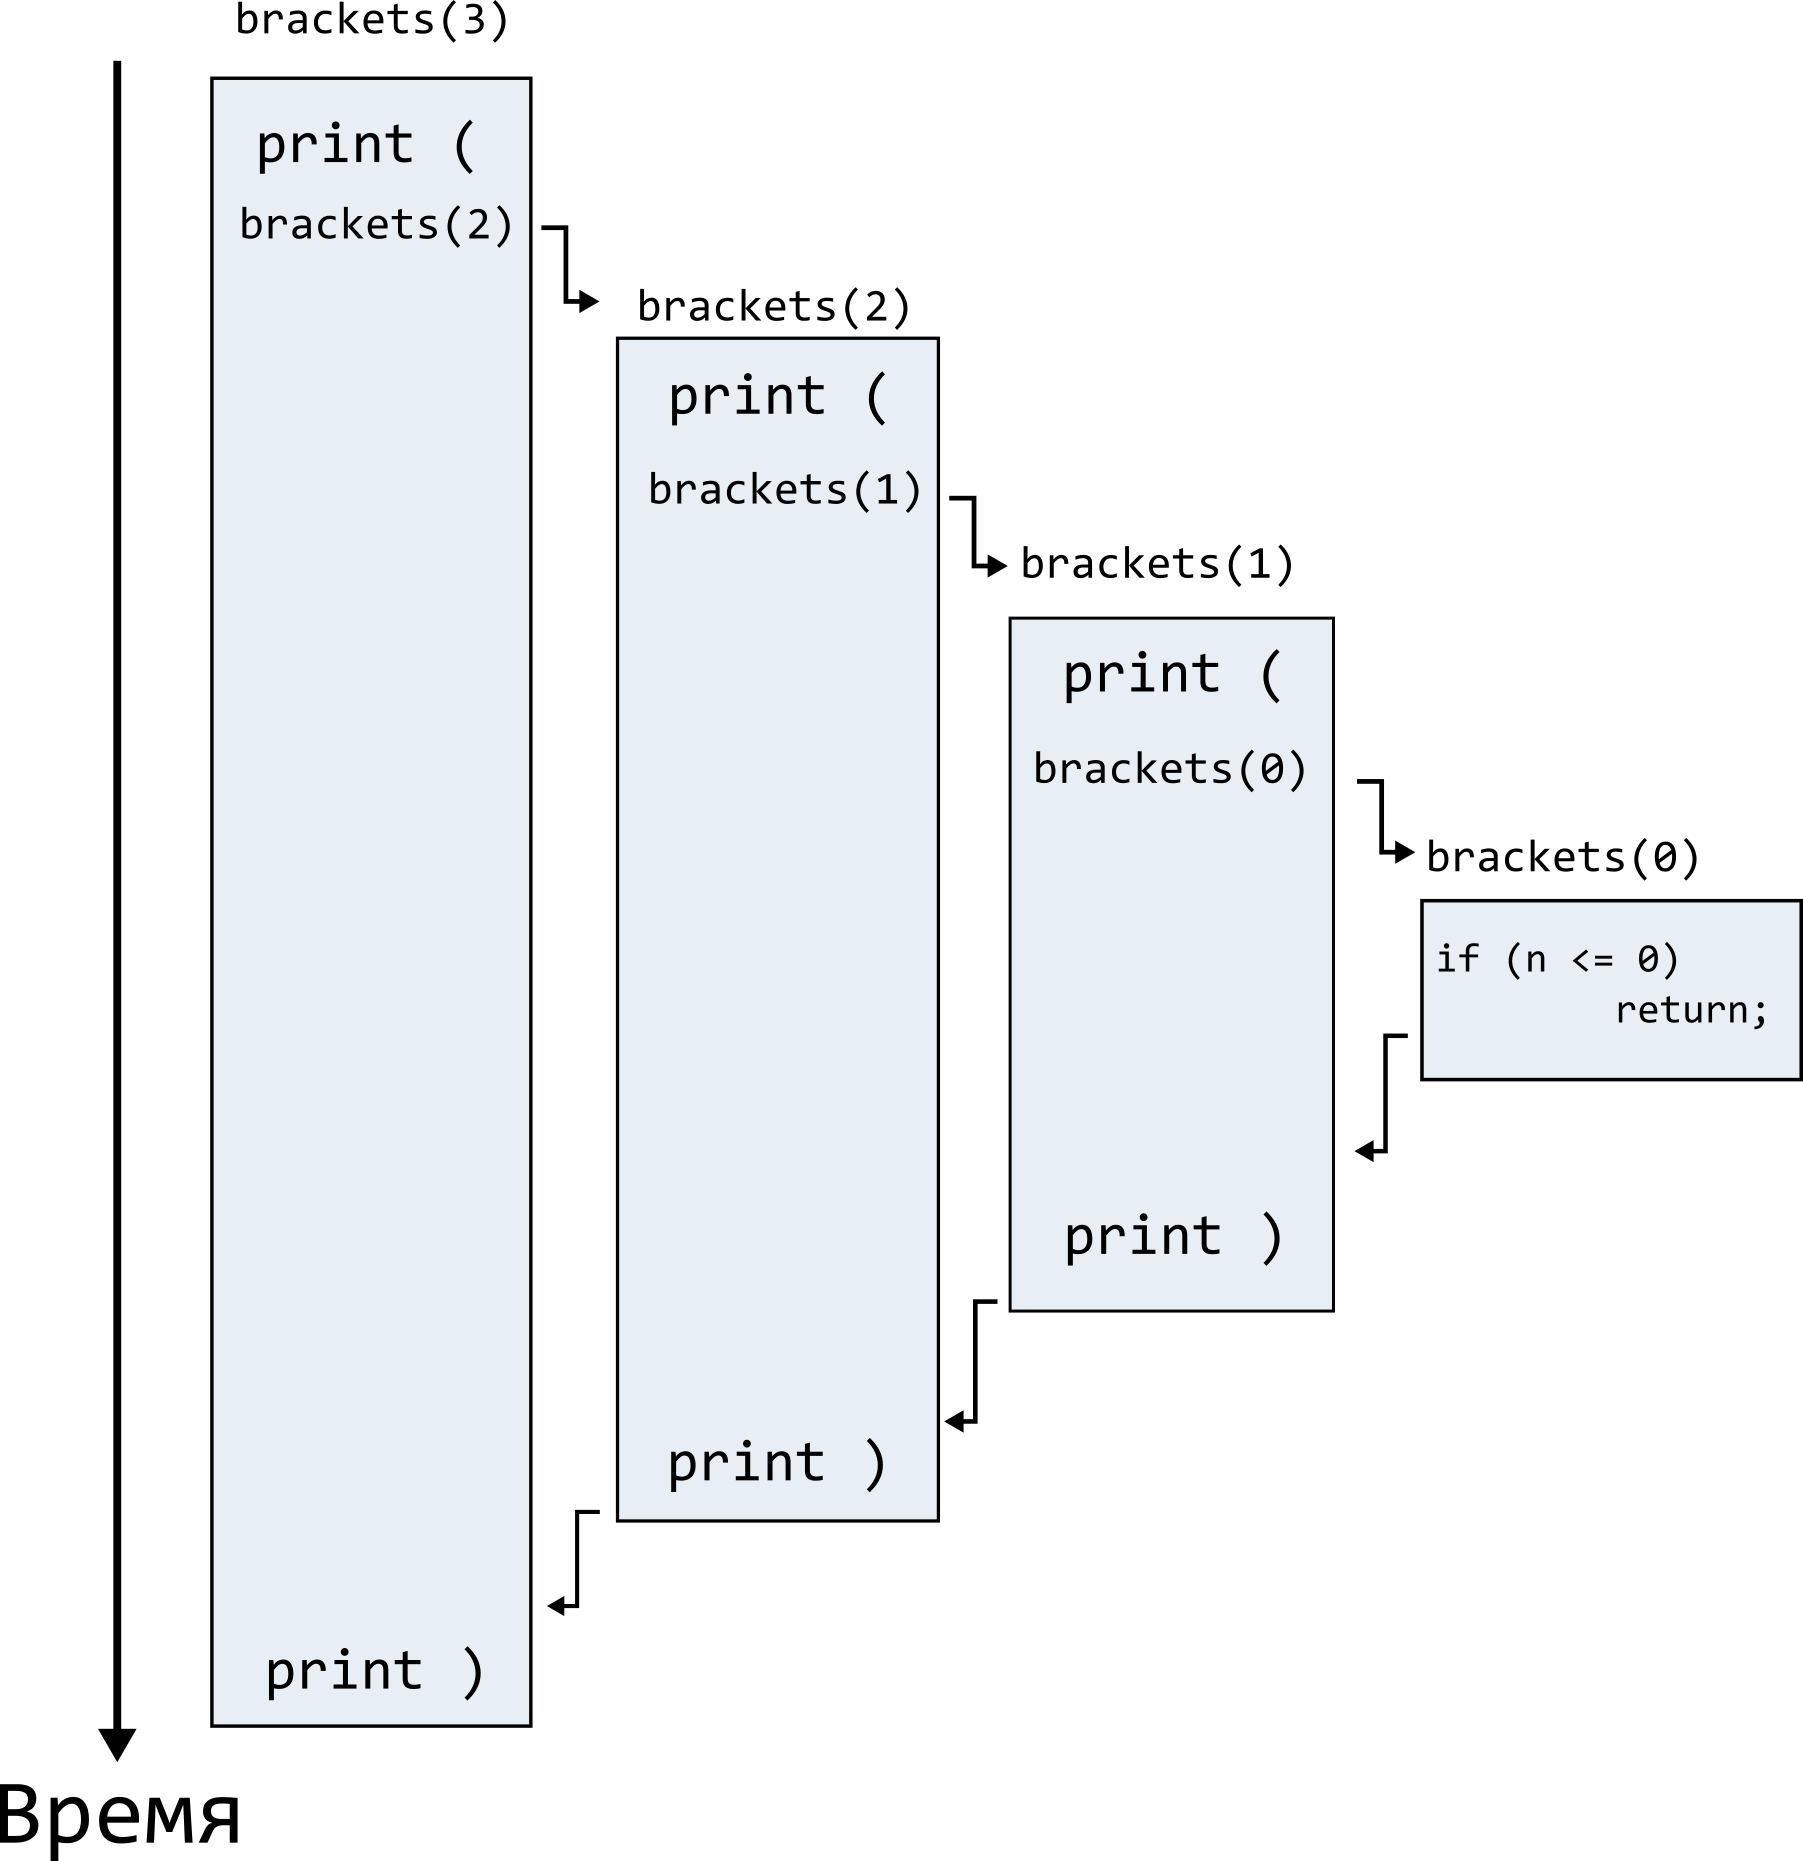 brackets(3)
print (
brackets(2)
brackets(2)
print (
brackets(1)
brackets(1)
print (
brackets(0)
brackets(0)
if (n <= 0)
return;
print )
print )
print )
Время